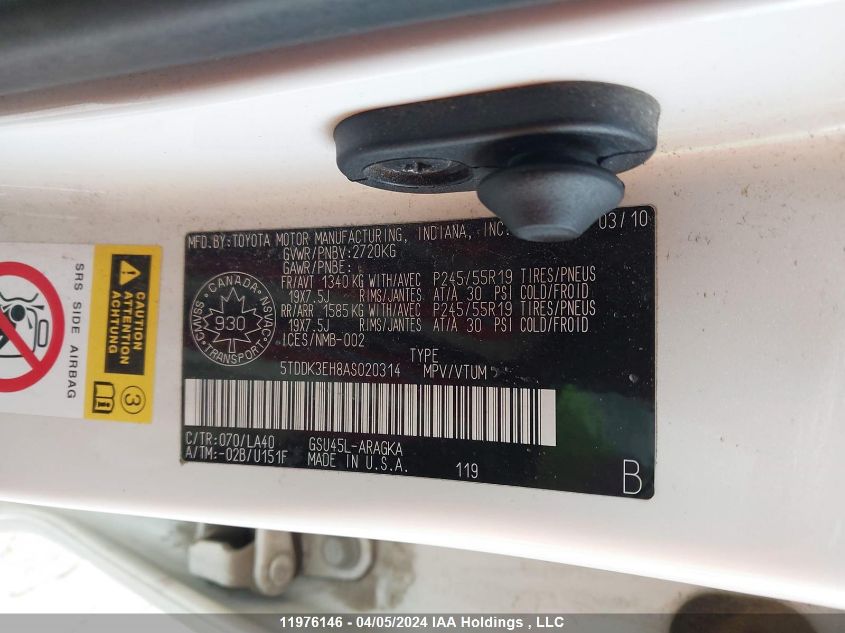 MFD.BY:TOYOTA MOTOR MANUFACTURING, INDIANA, INC. 03/10
GVWR/PNBV:2720KG
GAWR/PNBE:
FR/AVT 1340 KG WITH/AVEC P245/55R19 TIRES/PNEUS
19X7.5J RIMS/JANTES AT/A 30 PSI COLD/FROID
RR/ARR 1585 KG WITH/AVEC P245/55R19 TIRES/PNEUS
19X7.5J RIMS/JANTES AT/A 30 PSI COLD/FROID
ICES/NMB-002
TYPE
5TDDK3EH8AS020314 MPV/VTUM
C/TR:070/LA40 GSU45L-ARAGKA
A/TM:-02B/U151F MADE IN U.S.A. 119
B
CANADA
CMVSS NSVAC
930
TRANSPORT
SRS SIDE AIRBAG
CAUTION
ATTENTION
ACHTUNG
3
11976146 - 04/05/2024 IAA Holdings , LLC